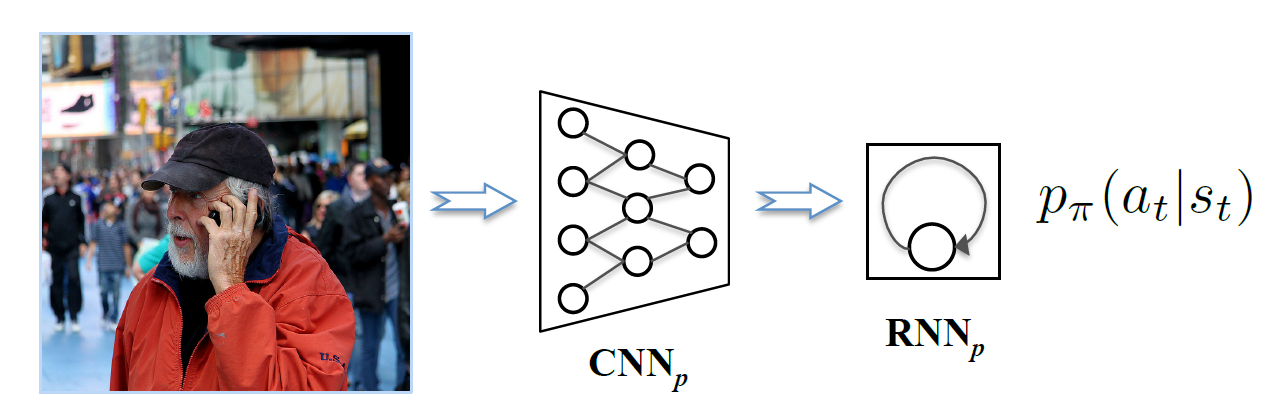 U.S.
CNN_p
RNN_p
p_π(a_t|s_t)